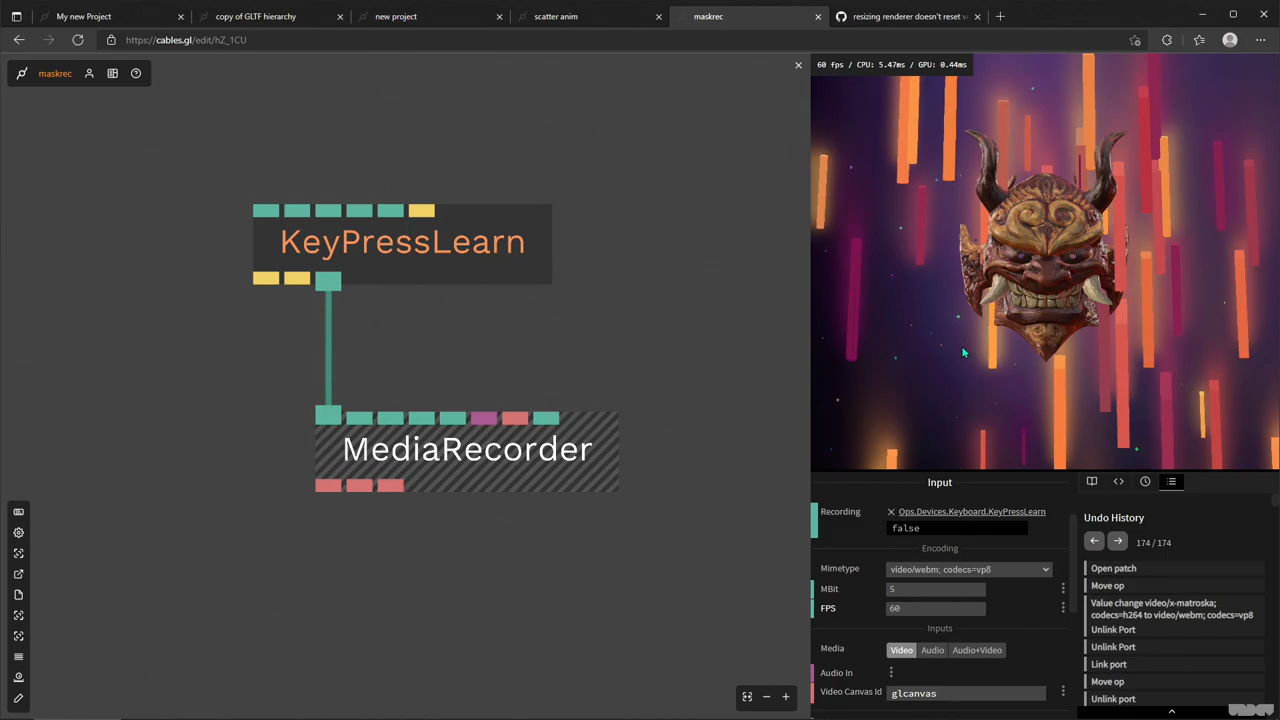 My new Project
copy of GLTF hierarchy
new project
scatter anim
maskrec
resizing renderer doesn't reset v
https://cables.gl/edit/hZ_1CU
maskrec
60 fps / CPU: 5.47ms / GPU: 0.44ms
KeyPressLearn
MediaRecorder
Input
Recording
Ops.Devices.Keyboard.KeyPressLearn
false
Encoding
Mimetype
video/webm; codecs=vp8
MBit
5
FPS
60
Inputs
Media
Video
Audio
Audio+Video
Audio In
Video Canvas Id
glcanvas
Undo History
174 / 174
Open patch
Move op
Value change video/x-matroska;
codecs=h264 to video/webm; codecs=vp8
Unlink Port
Unlink Port
Link port
Move op
Unlink port